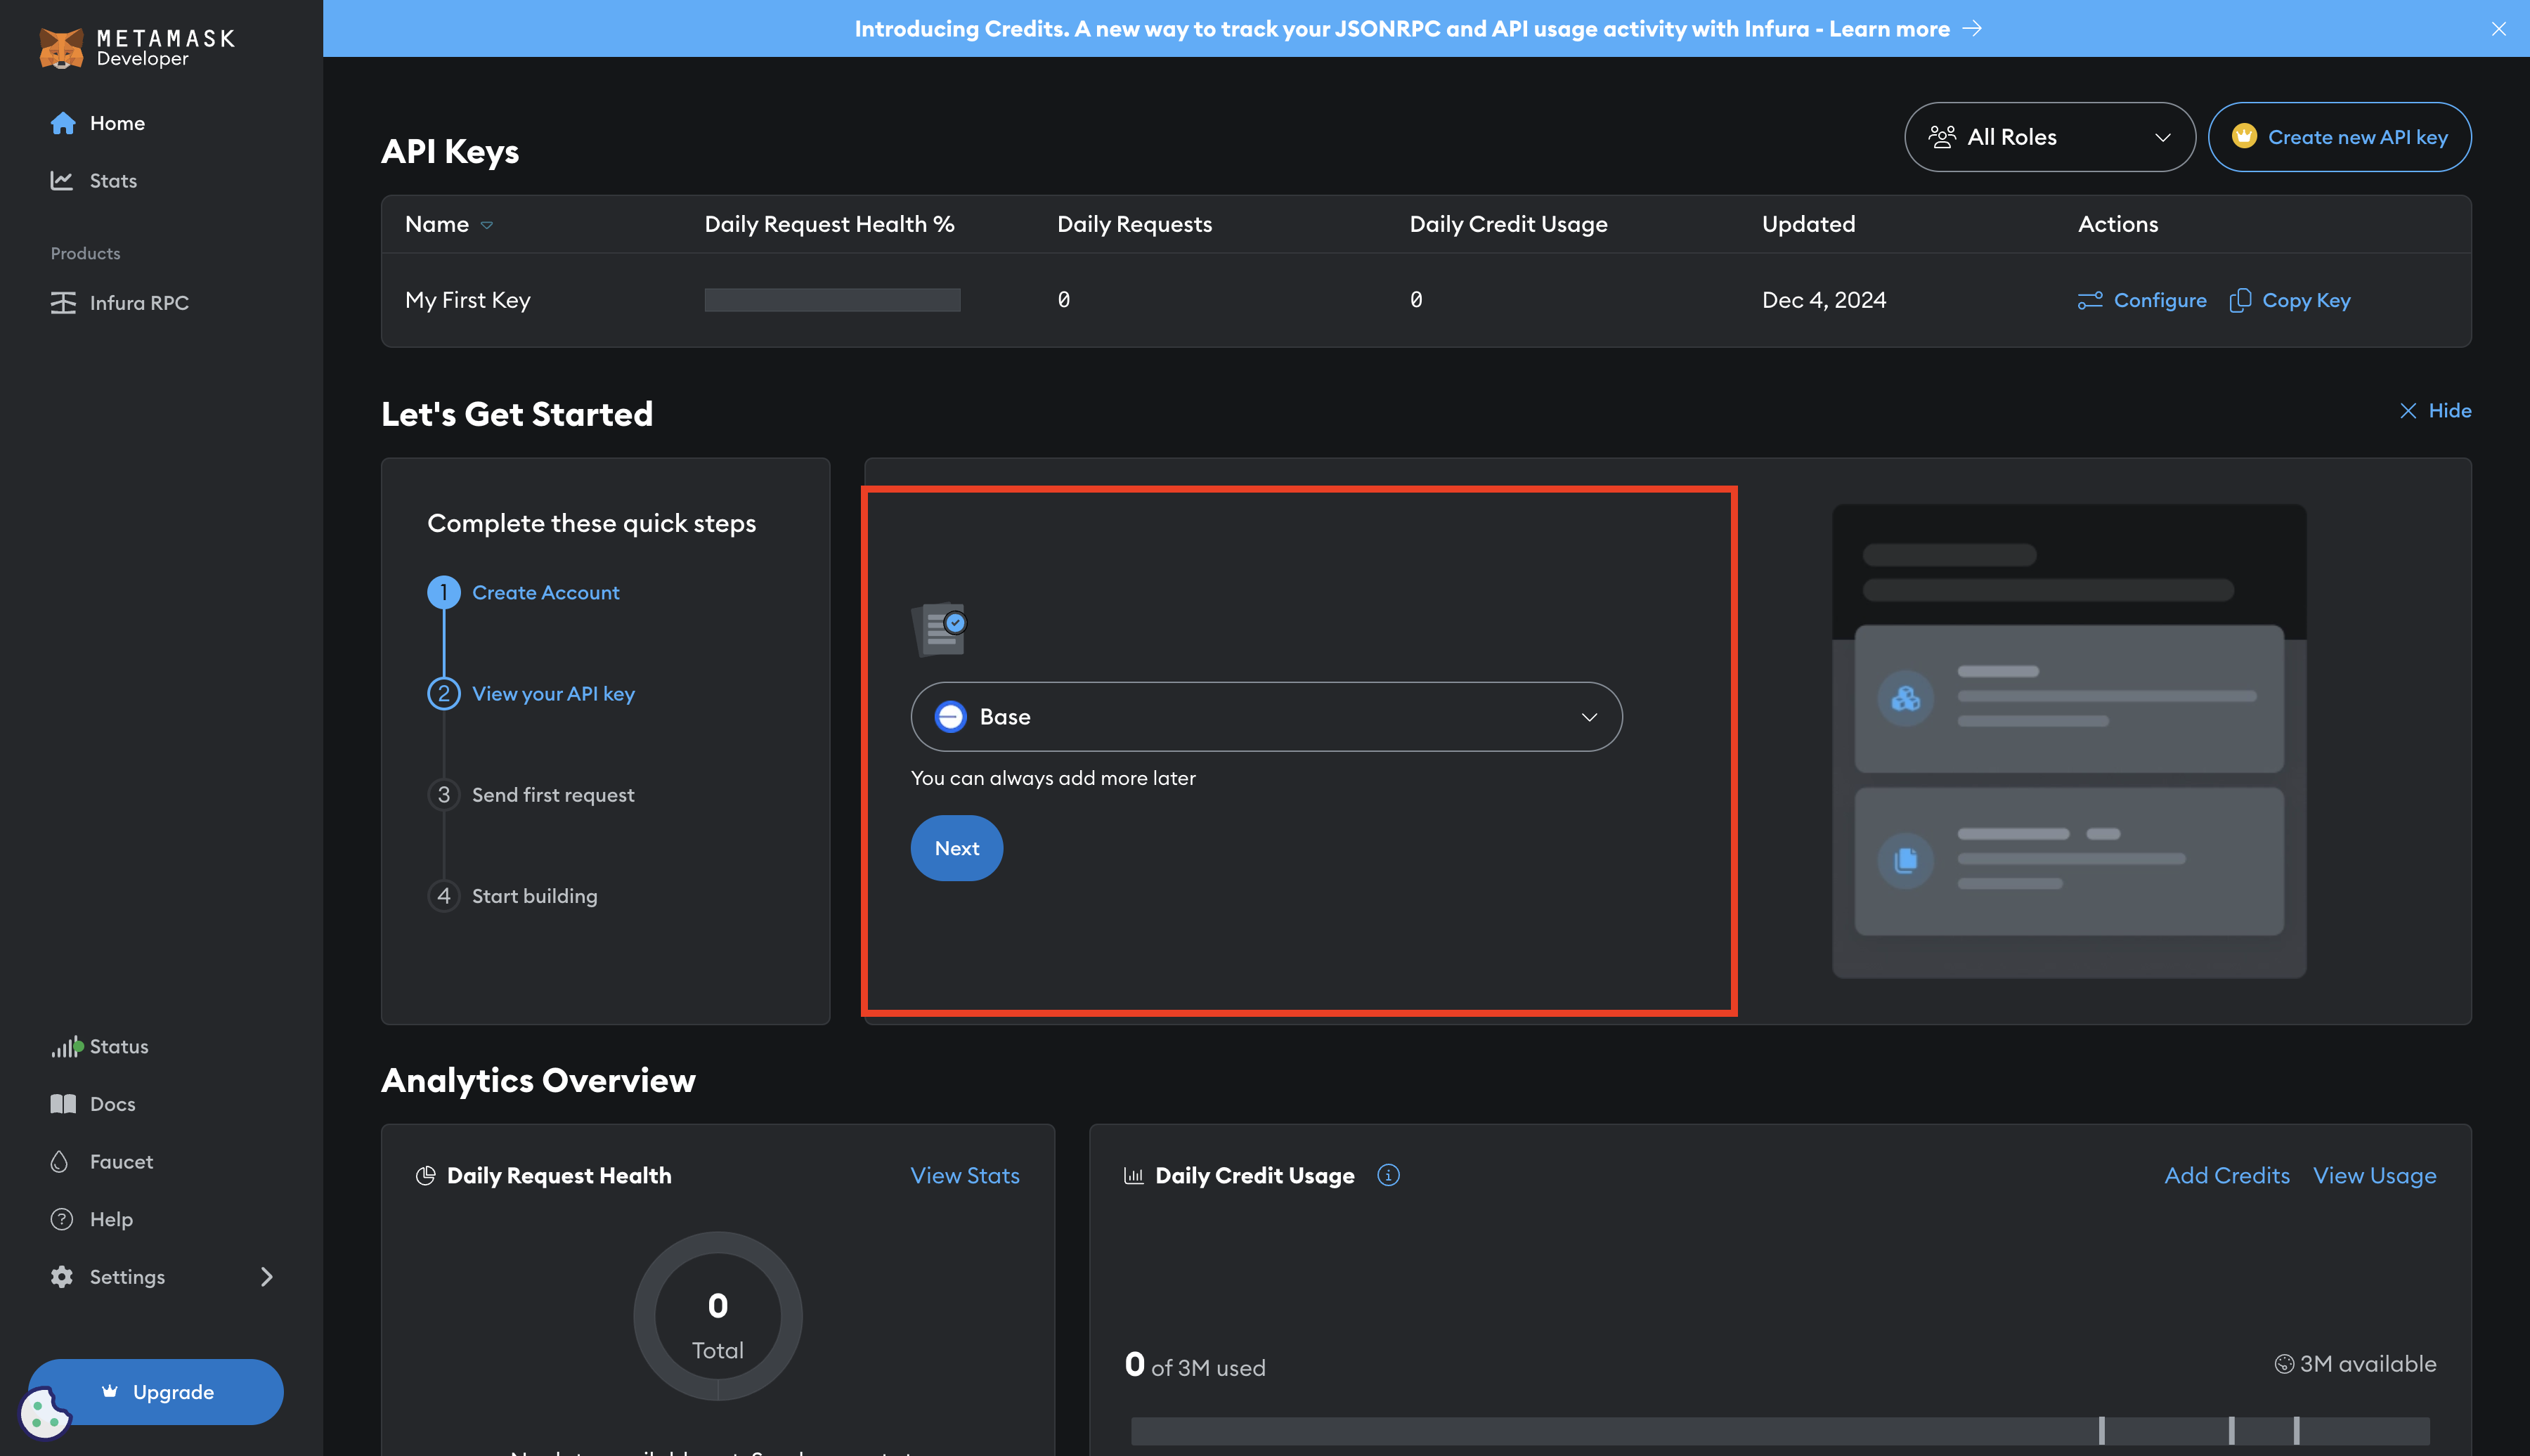 METAMASK
Developer
Home
Stats
Products
Infura RPC
Status
Docs
Faucet
Help
Settings
Upgrade
Introducing Credits. A new way to track your JSONRPC and API usage activity with Infura - Learn more →
API Keys
All Roles
Create new API key
Name Daily Request Health % Daily Requests Daily Credit Usage Updated Actions
My First Key 0 0 Dec 4, 2024 Configure Copy Key
Let's Get Started
Hide
Complete these quick steps
1 Create Account
2 View your API key
3 Send first request
4 Start building
Base
You can always add more later
Next
Analytics Overview
Daily Request Health View Stats
0
Total
Daily Credit Usage Add Credits View Usage
0 of 3M used 3M available